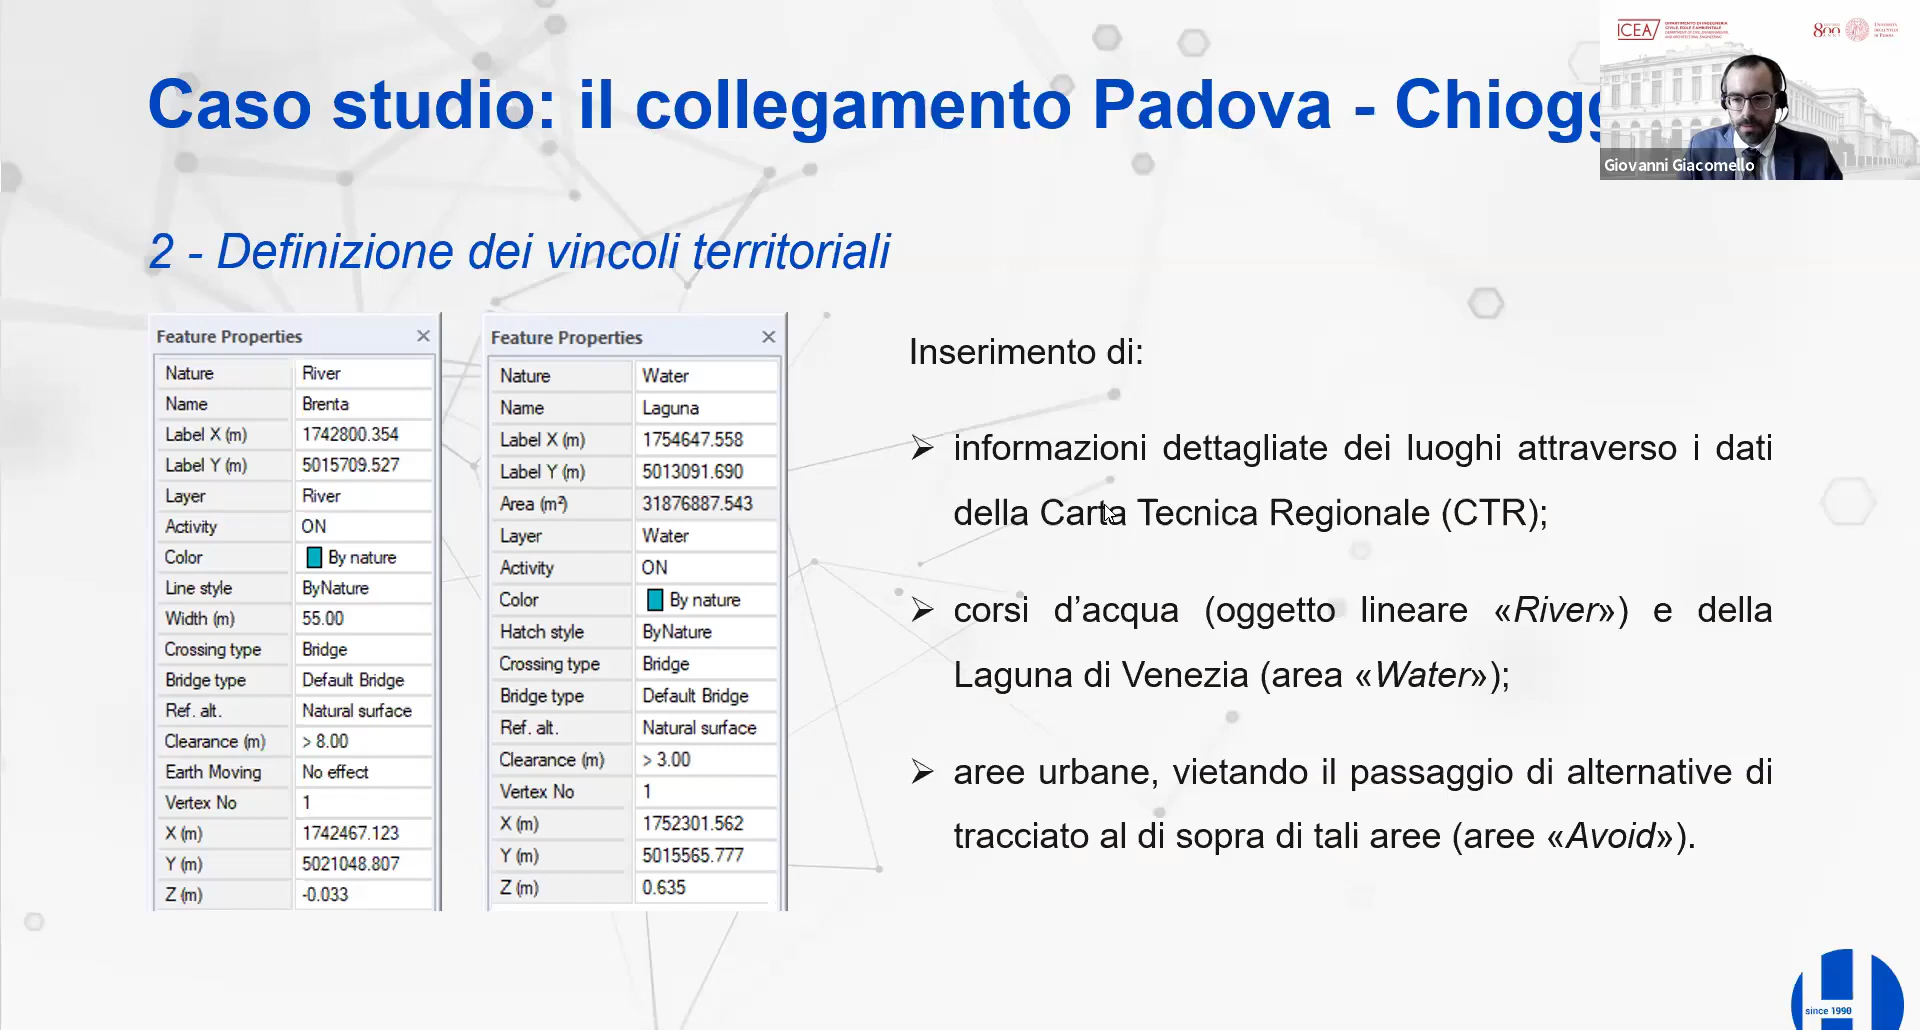 Caso studio: il collegamento Padova - Chiogg
ICEA
800
Giovanni Giacomello
2 - Definizione dei vincoli territoriali
Feature Properties
Nature River
Name Brenta
Label X (m) 1742800.354
Label Y (m) 5015709.527
Layer River
Activity ON
Color By nature
Line style ByNature
Width (m) 55.00
Crossing type Bridge
Bridge type Default Bridge
Ref. alt. Natural surface
Clearance (m) > 8.00
Earth Moving No effect
Vertex No 1
X (m) 1742467.123
Y (m) 5021048.807
Z (m) -0.033
Feature Properties
Nature Water
Name Laguna
Label X (m) 1754647.558
Label Y (m) 5013091.690
Area (m²) 31876887.543
Layer Water
Activity ON
Color By nature
Hatch style ByNature
Crossing type Bridge
Bridge type Default Bridge
Ref. alt. Natural surface
Clearance (m) > 3.00
Vertex No 1
X (m) 1752301.562
Y (m) 5015565.777
Z (m) 0.635
Inserimento di:
informazioni dettagliate dei luoghi attraverso i dati
della Carta Tecnica Regionale (CTR);
corsi d’acqua (oggetto lineare «River») e della
Laguna di Venezia (area «Water»);
aree urbane, vietando il passaggio di alternative di
tracciato al di sopra di tali aree (aree «Avoid»).
since 1990